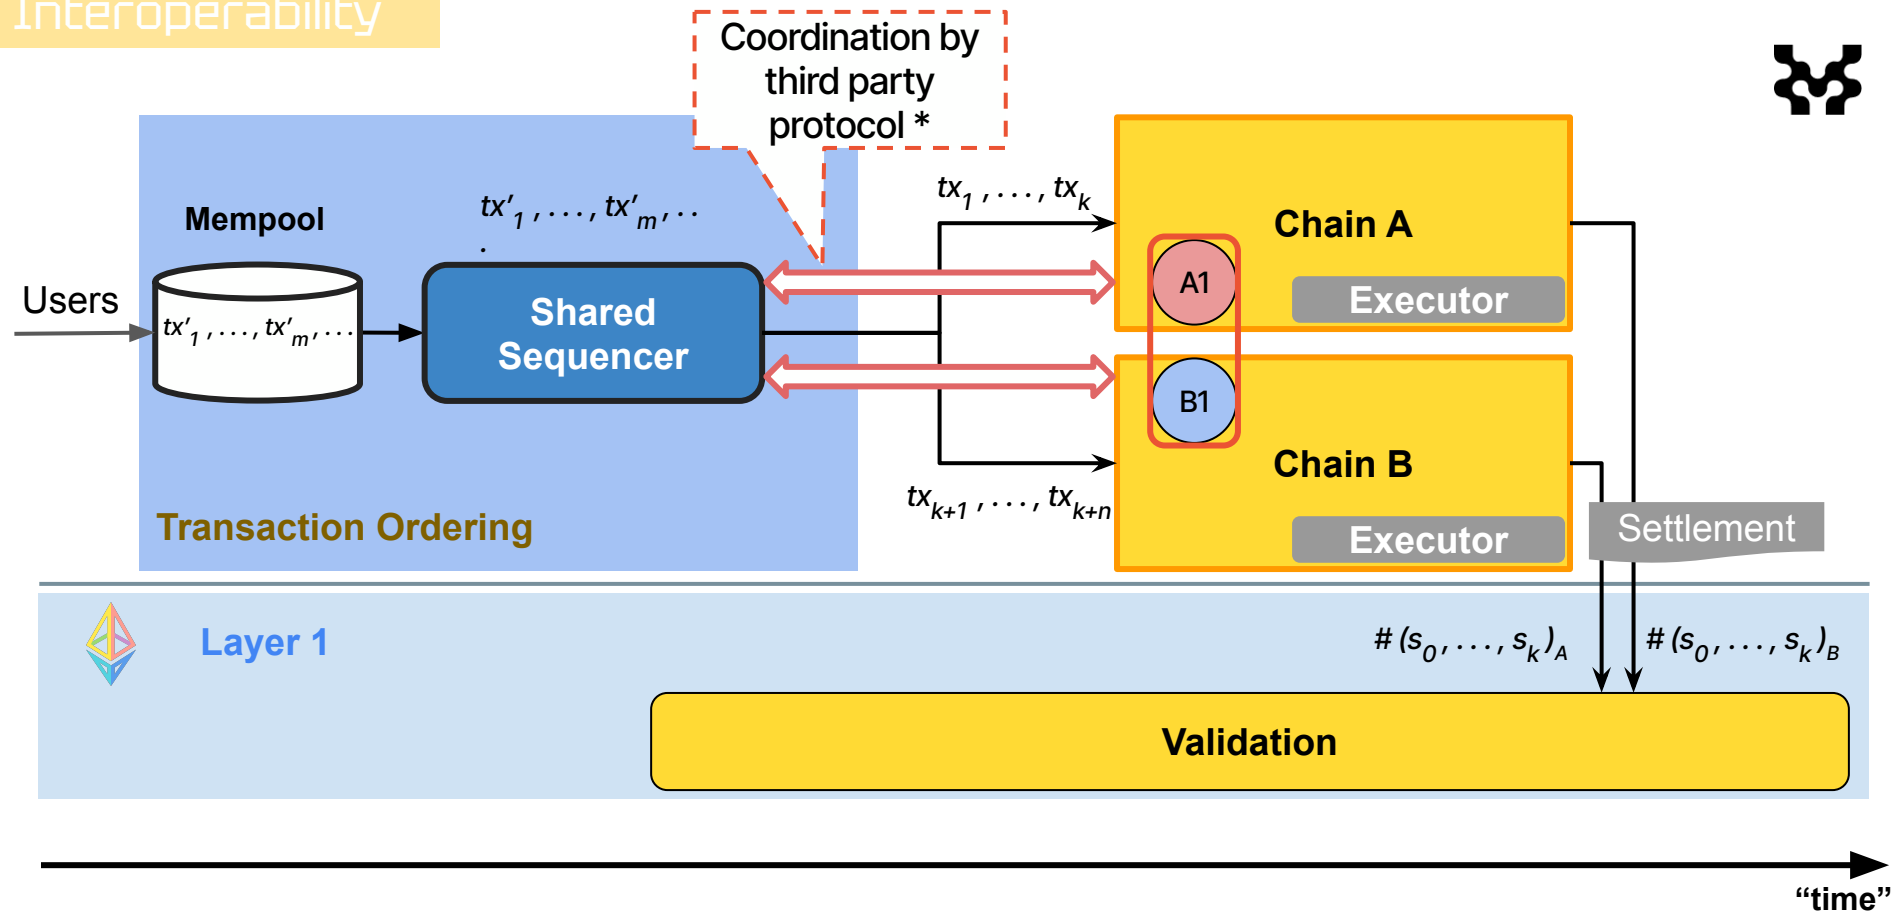 Interoperability
Coordination by
third party
protocol *
Mempool
tx′1 , . . . , tx′m, . .
.
tx1 , . . . , txk
Chain A
Users
tx′1 , . . . , tx′m, . . .
Shared
Sequencer
A1
Executor
B1
Chain B
txk+1 , . . . , txk+n
Transaction Ordering
Executor
Settlement
Layer 1
# (s0, . . . , sk)A
# (s0, . . . , sk)B
Validation
“time”